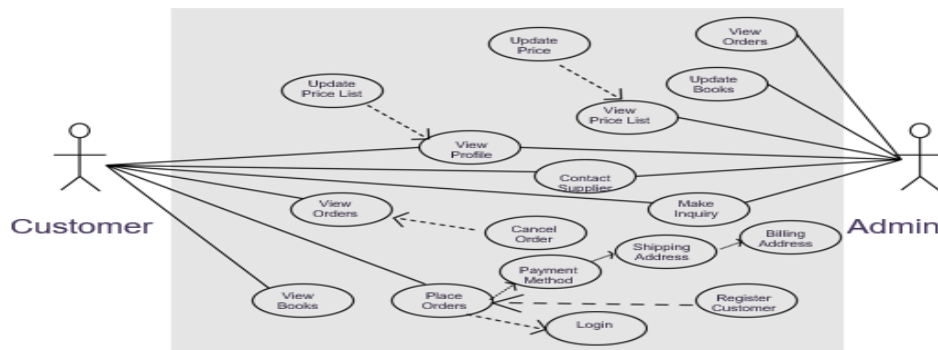 View
Orders
Update
Price
Update
Books
Update
Price List
View
Price List
View
Profile
Contact
Supplier
Customer
View
Orders
Make
Inquiry
Admin
Cancel
Order
Billing
Address
Shipping
Address
Payment
Method
View
Books
Place
Orders
Register
Customer
Login